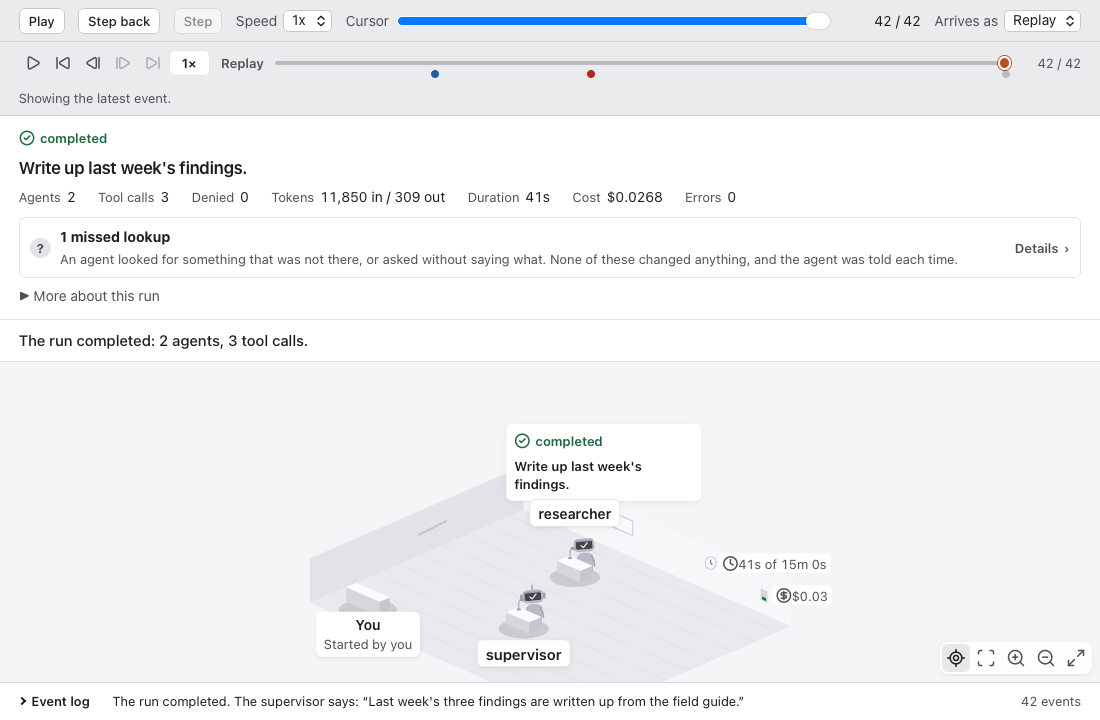 Play Step back Step Speed 1x Cursor 42 / 42 Arrives as Replay
1x Replay 42 / 42
Showing the latest event.
completed
Write up last week's findings.
Agents 2 Tool calls 3 Denied 0 Tokens 11,850 in / 309 out Duration 41s Cost $0.0268 Errors 0
? 1 missed lookup
An agent looked for something that was not there, or asked without saying what. None of these changed anything, and the agent was told each time.
Details ›
More about this run
The run completed: 2 agents, 3 tool calls.
completed
Write up last week's
findings.
researcher
41s of 15m 0s
$0.03
You
Started by you
supervisor
Event log The run completed. The supervisor says: “Last week's three findings are written up from the field guide.” 42 events